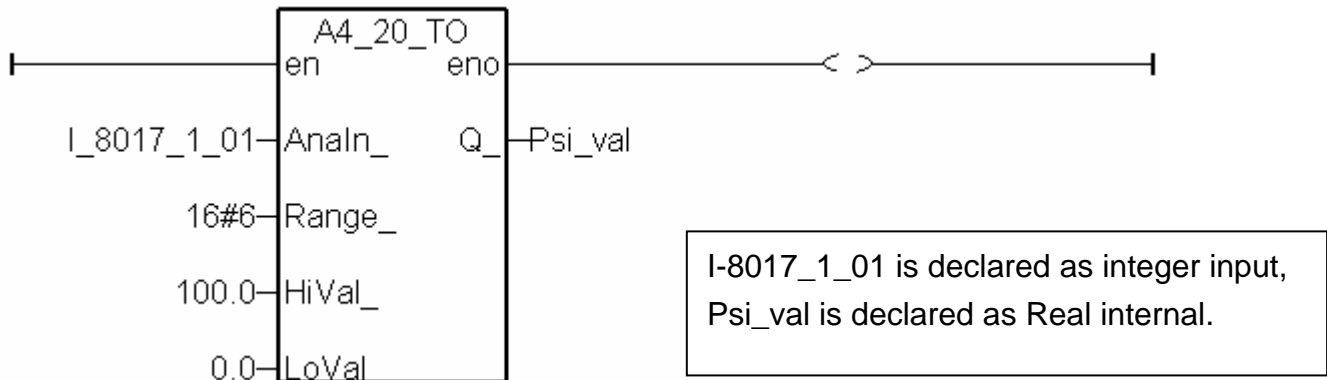 A4_20_TO
en eno
I_8017_1_01 AnaIn_ Q_ Psi_val
16#6 Range_
100.0 HiVal_
0.0 LoVal
I-8017_1_01 is declared as integer input,
Psi_val is declared as Real internal.